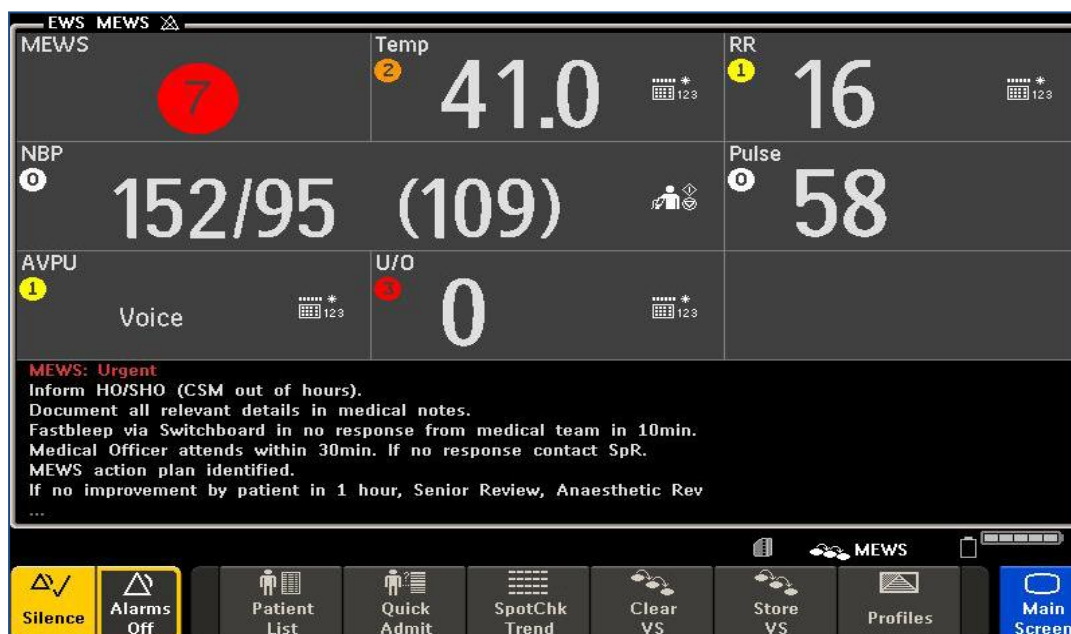 EWS MEWS
MEWS
7
Temp
2
41.0
123
RR
1
16
123
NBP
0
152/95 (109)
Pulse
0
58
AVPU
1
Voice
123
U/O
3
0
123
MEWS: Urgent
Inform HO/SHO (CSM out of hours).
Document all relevant details in medical notes.
Fastbleep via Switchboard in no response from medical team in 10min.
Medical Officer attends within 30min. If no response contact SpR.
MEWS action plan identified.
If no improvement by patient in 1 hour, Senior Review, Anaesthetic Rev
...
MEWS
Silence
Alarms
Off
Patient
List
Quick
Admit
SpotChk
Trend
Clear
VS
Store
VS
Profiles
Main
Screen